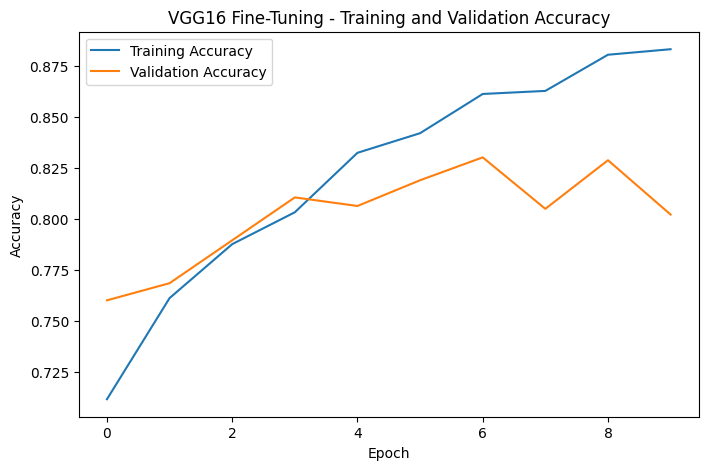 VGG16 Fine-Tuning - Training and Validation Accuracy
Training Accuracy
Validation Accuracy
0.875
0.850
0.825
0.800
0.775
0.750
0.725
Accuracy
0 2 4 6 8
Epoch